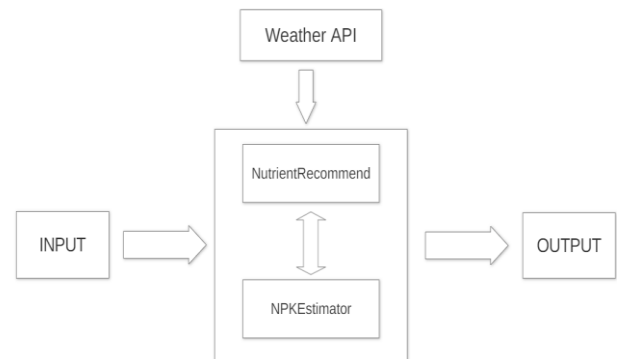 Weather API
NutrientRecommend
INPUT
OUTPUT
NPKEstimator